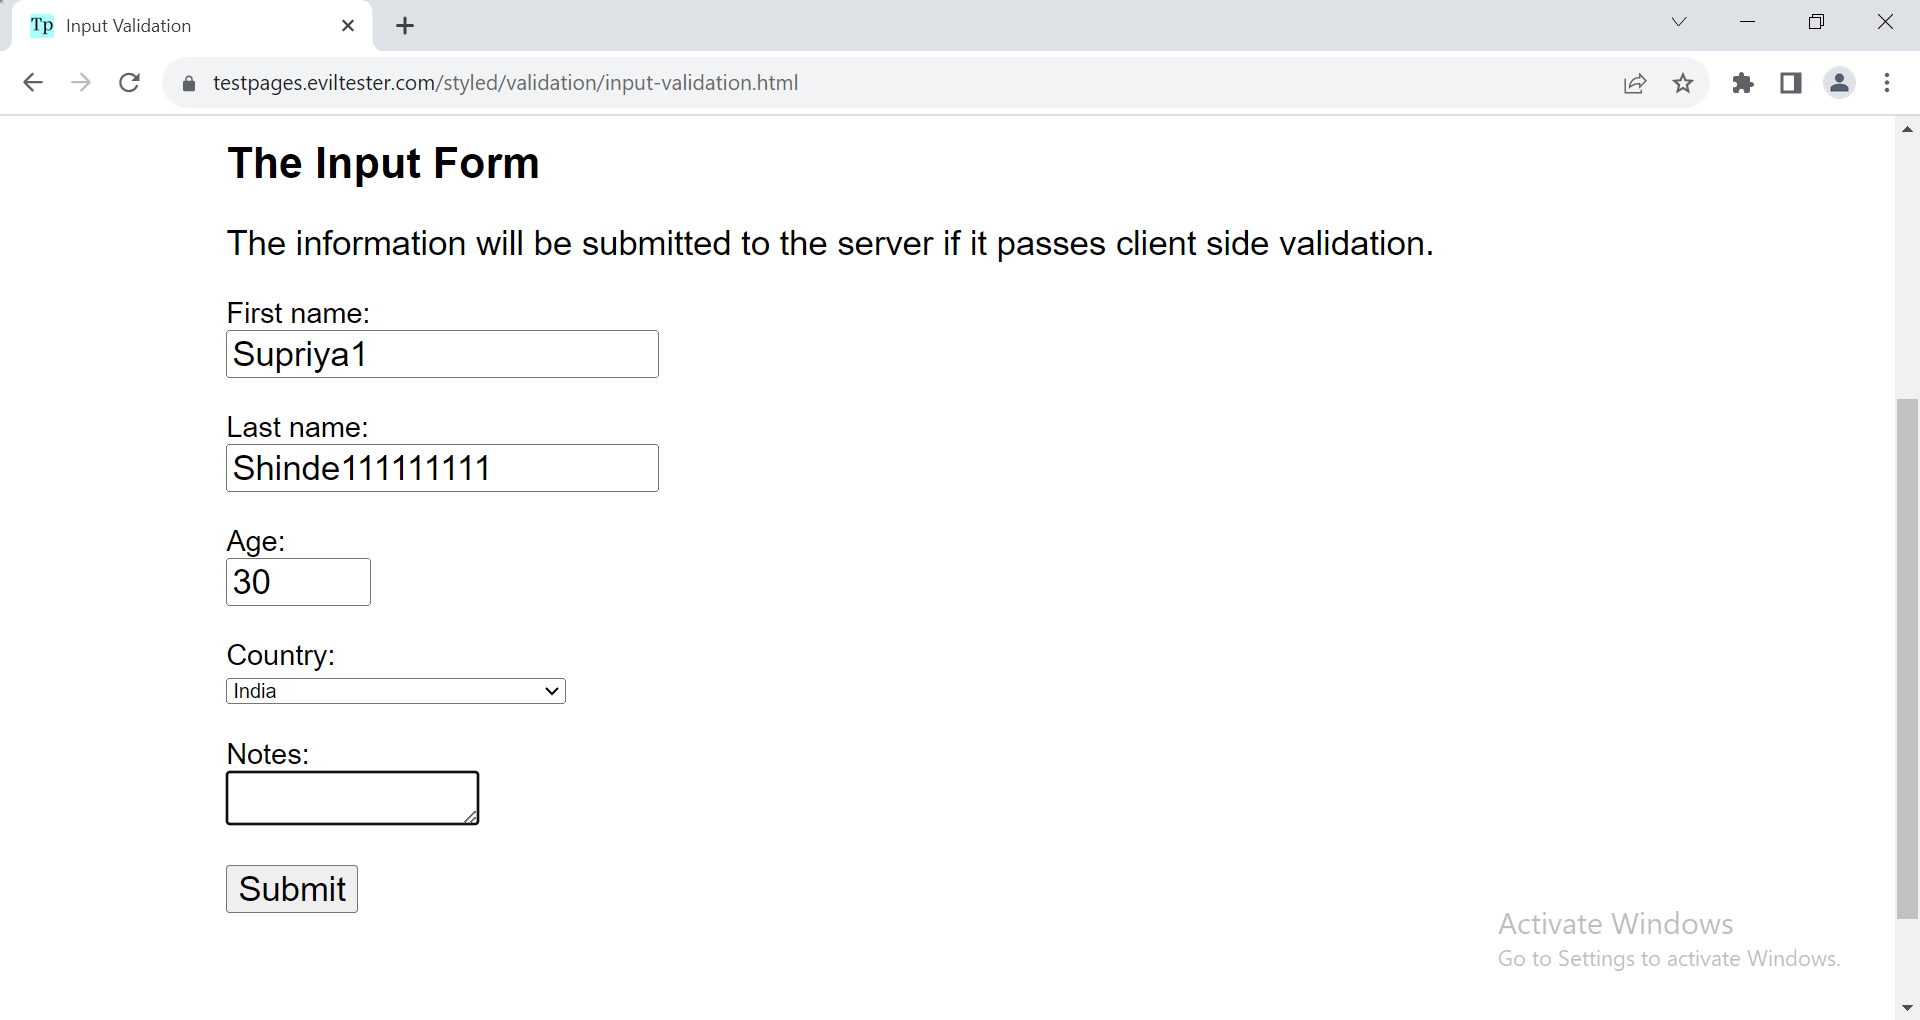 Tp Input Validation
testpages.eviltester.com/styled/validation/input-validation.html
The Input Form
The information will be submitted to the server if it passes client side validation.
First name:
Supriya1
Last name:
Shinde111111111
Age:
30
Country:
India
Notes:
Submit
Activate Windows
Go to Settings to activate Windows.